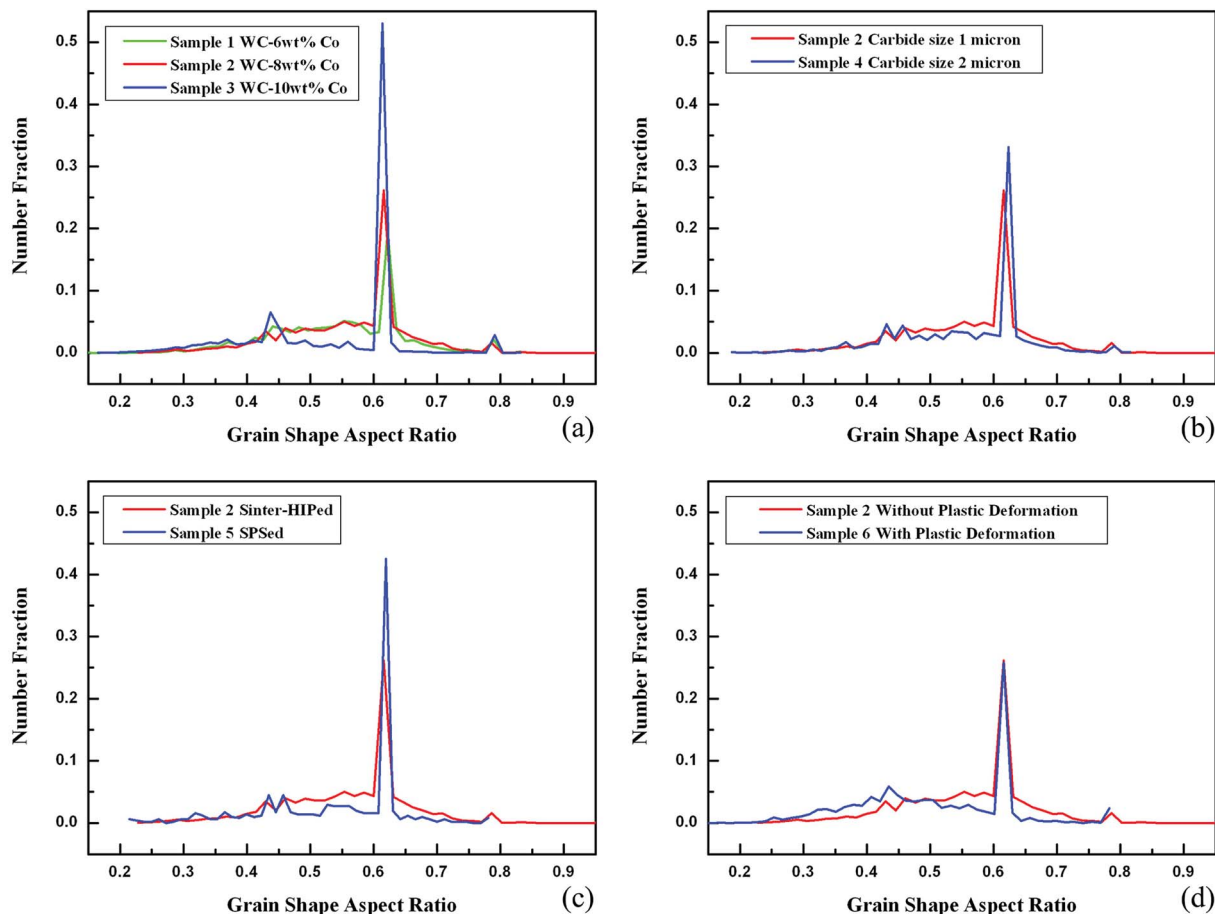 Sample 1 WC-6wt% Co
Sample 2 WC-8wt% Co
Sample 3 WC-10wt% Co
0.5
0.4
0.3
0.2
0.1
0.0
Number Fraction
0.2 0.3 0.4 0.5 0.6 0.7 0.8 0.9
Grain Shape Aspect Ratio
(a)
Sample 2 Carbide size 1 micron
Sample 4 Carbide size 2 micron
0.5
0.4
0.3
0.2
0.1
0.0
Number Fraction
0.2 0.3 0.4 0.5 0.6 0.7 0.8 0.9
Grain Shape Aspect Ratio
(b)
Sample 2 Sinter-HIPed
Sample 5 SPSed
0.5
0.4
0.3
0.2
0.1
0.0
Number Fraction
0.2 0.3 0.4 0.5 0.6 0.7 0.8 0.9
Grain Shape Aspect Ratio
(c)
Sample 2 Without Plastic Deformation
Sample 6 With Plastic Deformation
0.5
0.4
0.3
0.2
0.1
0.0
Number Fraction
0.2 0.3 0.4 0.5 0.6 0.7 0.8 0.9
Grain Shape Aspect Ratio
(d)